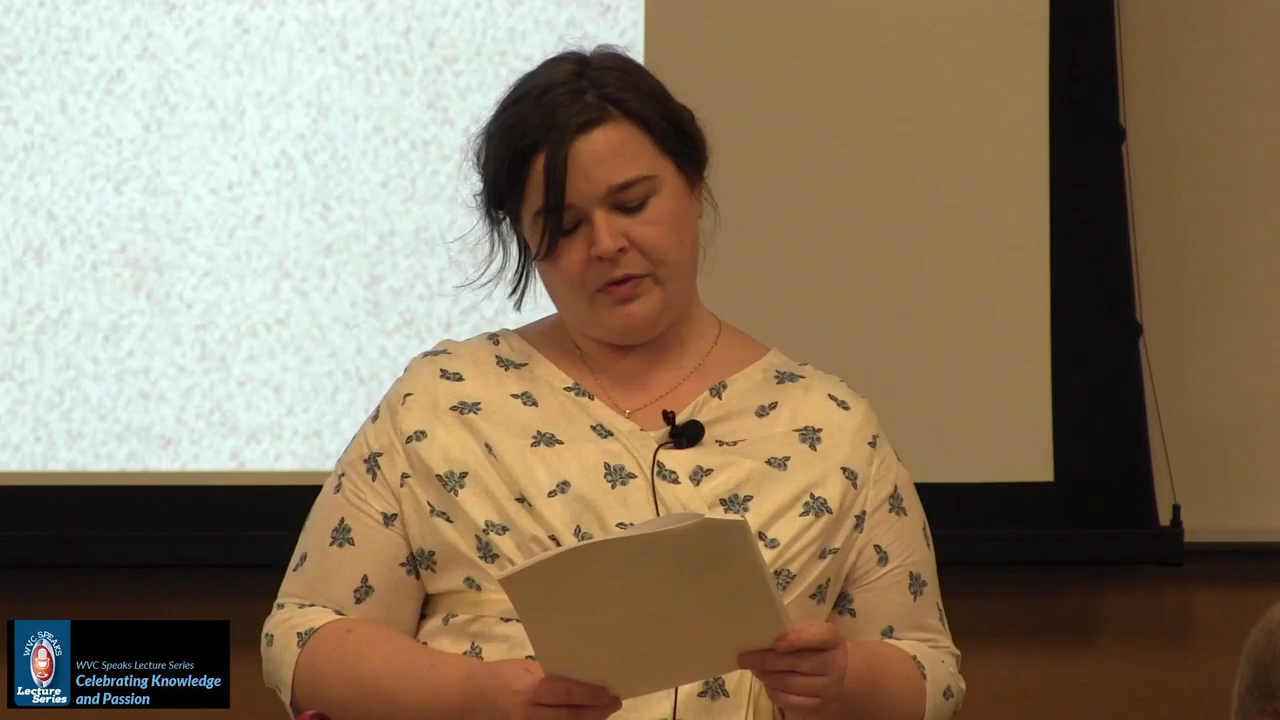 WVC SPEAKS
Lecture
Series
WVC Speaks Lecture Series
Celebrating Knowledge
and Passion